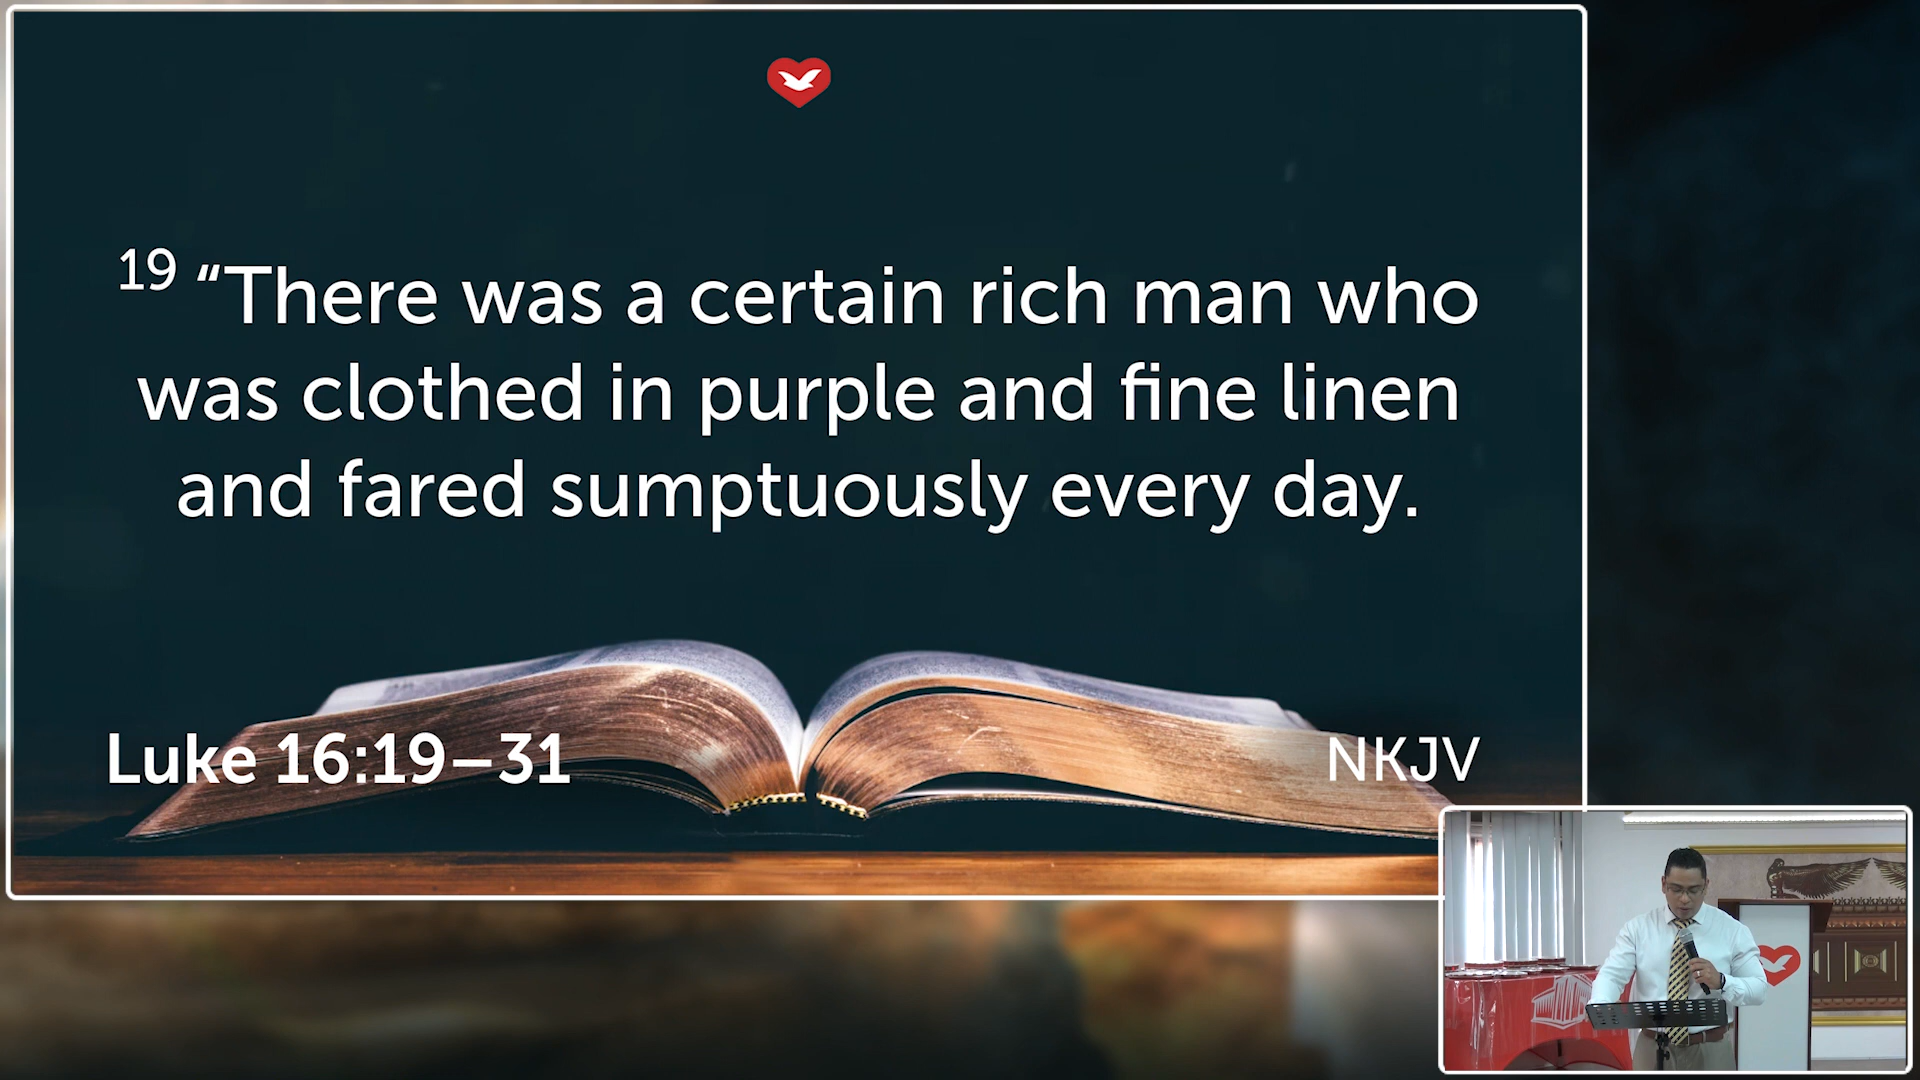 19 “There was a certain rich man who
was clothed in purple and fine linen
and fared sumptuously every day.
Luke 16:19–31
NKJV